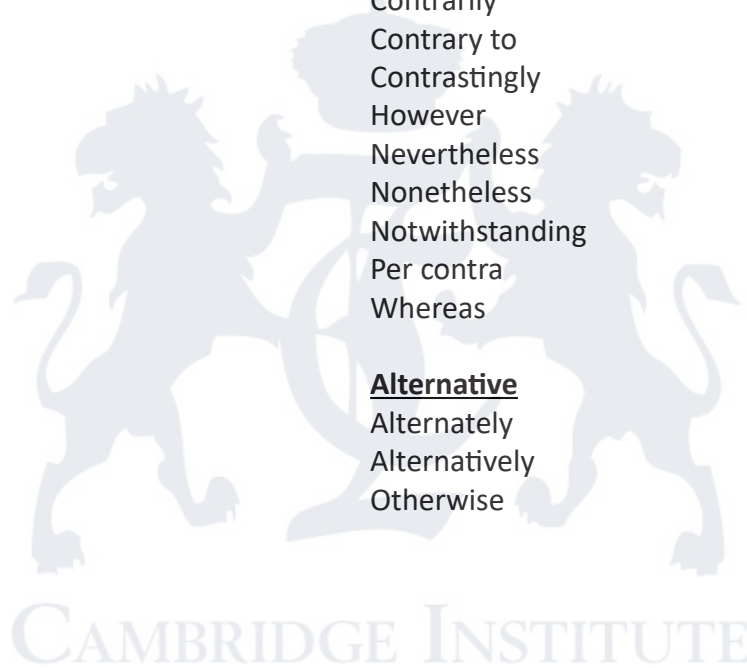 Contrarily
Contrary to
Contrastingly
However
Nevertheless
Nonetheless
Notwithstanding
Per contra
Whereas
Alternative
Alternately
Alternatively
Otherwise
CAMBRIDGE INSTITUTE